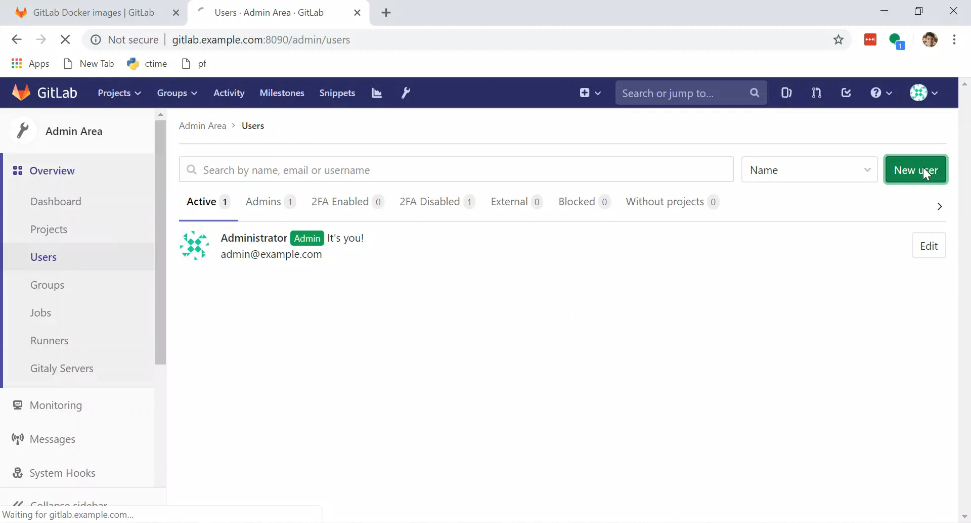 GitLab Docker images | GitLab
Users · Admin Area · GitLab
Not secure | gitlab.example.com:8090/admin/users
Apps New Tab ctime pf
GitLab Projects Groups Activity Milestones Snippets Search or jump to...
Admin Area
Admin Area > Users
Overview
Search by name, email or username
Name
New user
Dashboard
Active 1 Admins 1 2FA Enabled 0 2FA Disabled 1 External 0 Blocked 0 Without projects 0
Projects
Administrator Admin It's you!
admin@example.com
Edit
Users
Groups
Jobs
Runners
Gitaly Servers
Monitoring
Messages
System Hooks
Collapse sidebar
Waiting for gitlab.example.com...